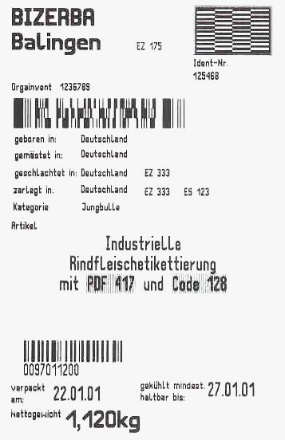 BIZERBA
Balingen EZ 175
Ident-Nr.
125468
Orgainvent 1236789
geboren in: Deutschland
gemästet in: Deutschland
geschlachtet in: Deutschland EZ 333
zerlegt in: Deutschland EZ 333 ES 123
Kategorie Jungbulle
Artikel
Industrielle
Rindfleischetikettierung
mit PDF 417 und Code 128
0097011200
verpackt am: 22.01.01 gekühlt mindest. haltbar bis: 27.01.01
Nettogewicht 1,120kg